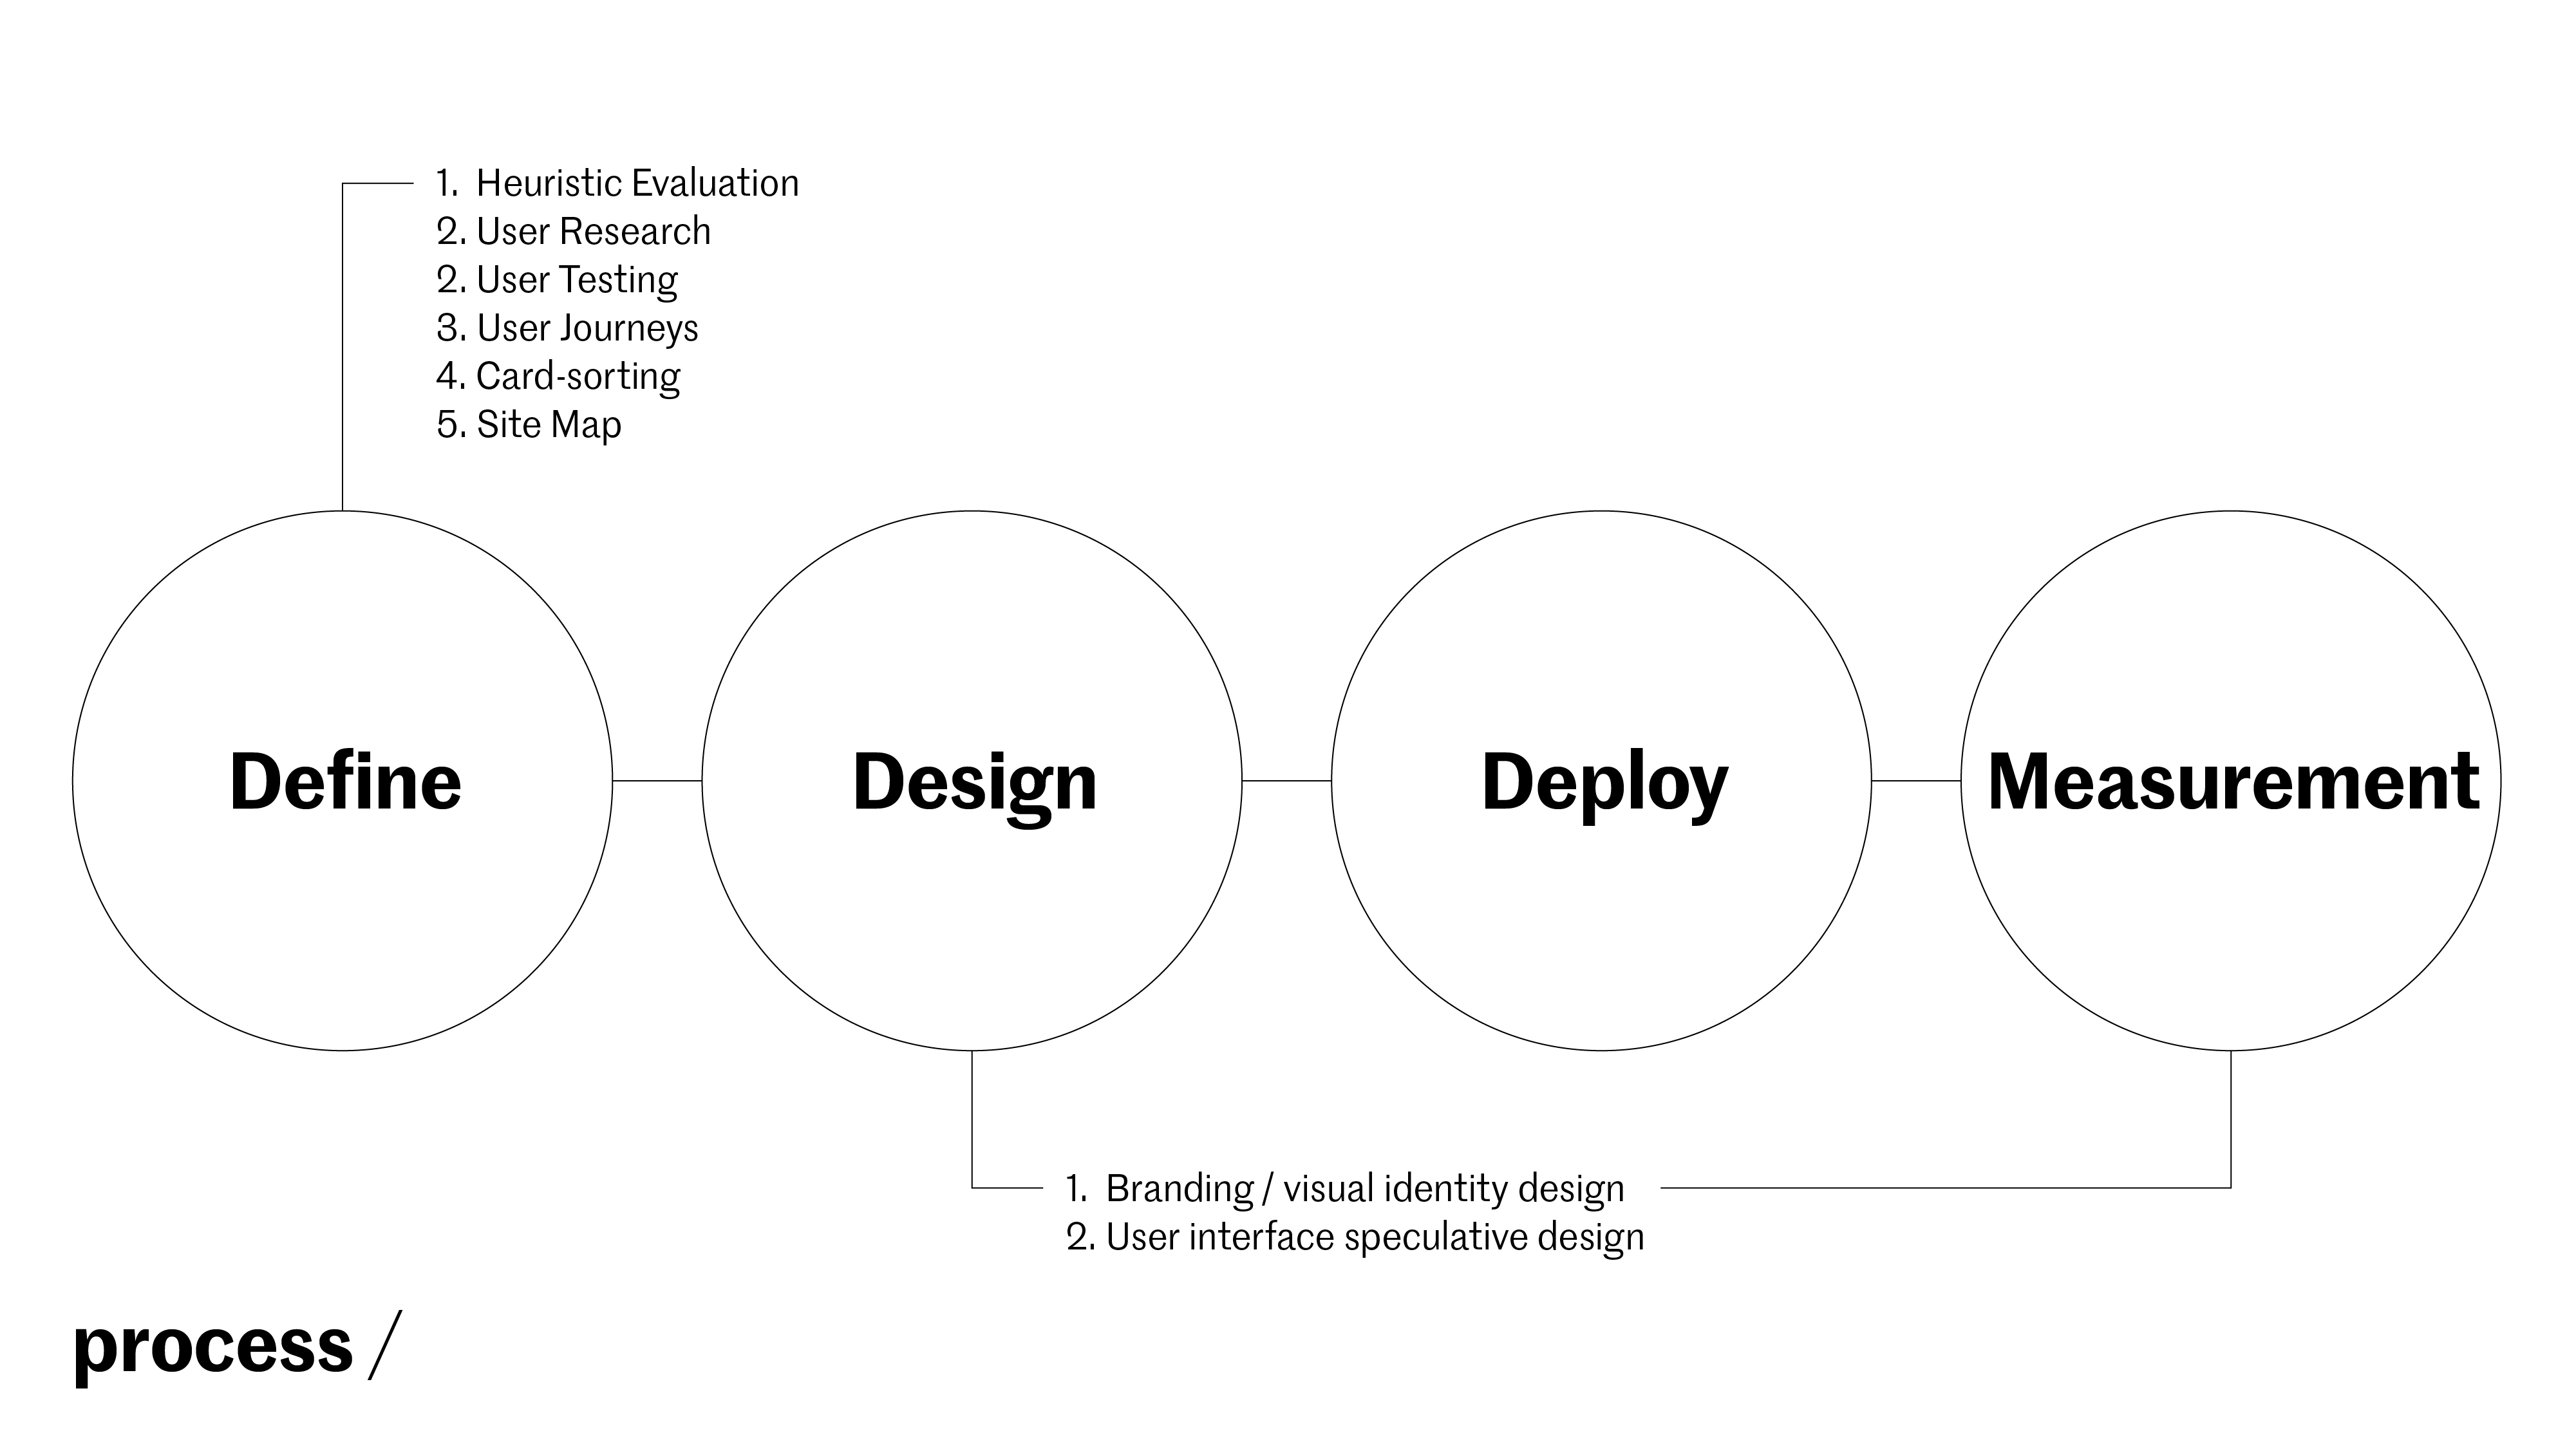 1. Heuristic Evaluation
2. User Research
2. User Testing
3. User Journeys
4. Card-sorting
5. Site Map
Define
Design
Deploy
Measurement
1. Branding / visual identity design
2. User interface speculative design
process /